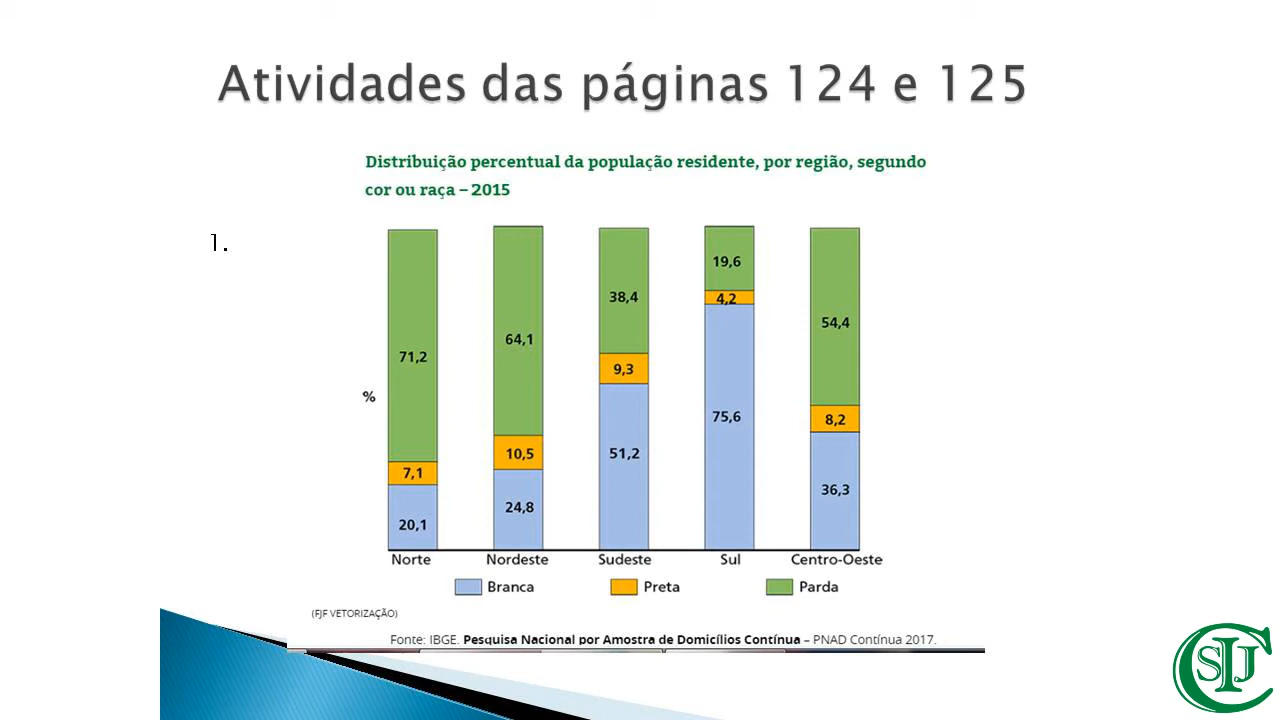 Atividades das páginas 124 e 125
Distribuição percentual da população residente, por região, segundo
cor ou raça – 2015
1.
%
71,2
7,1
20,1
64,1
10,5
24,8
38,4
9,3
51,2
19,6
4,2
75,6
54,4
8,2
36,3
Norte Nordeste Sudeste Sul Centro-Oeste
Branca Preta Parda
(FJF VETORIZAÇÃO)
Fonte: IBGE. Pesquisa Nacional por Amostra de Domicílios Contínua – PNAD Contínua 2017.
CSIJ